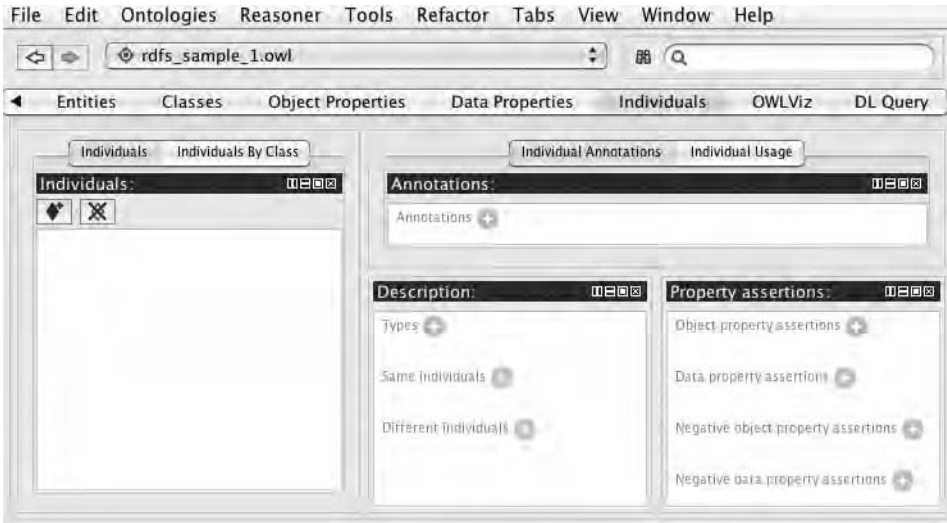 File Edit Ontologies Reasoner Tools Refactor Tabs View Window Help
rdfs_sample_1.owl
Entities Classes Object Properties Data Properties Individuals OWLViz DL Query
Individuals Individuals By Class
Individual Annotations Individual Usage
Individuals:
Annotations:
Annotations
Description:
Property assertions:
Types
Object property assertions
Same individuals
Data property assertions
Different individuals
Negative object property assertions
Negative data property assertions